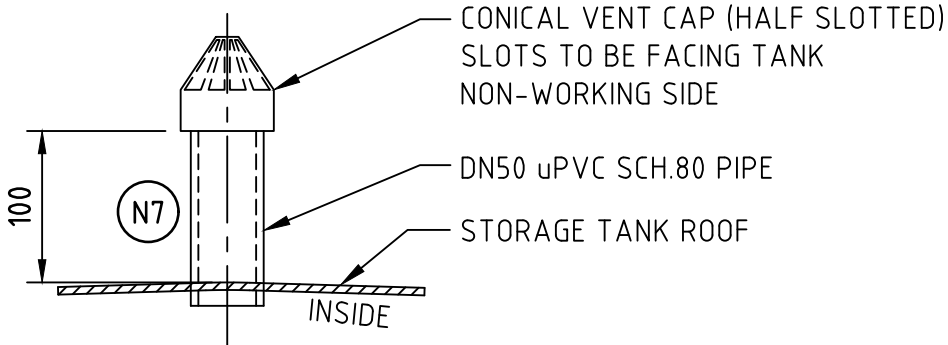 CONICAL VENT CAP (HALF SLOTTED)
SLOTS TO BE FACING TANK
NON-WORKING SIDE
DN50 uPVC SCH.80 PIPE
100
N7
STORAGE TANK ROOF
INSIDE